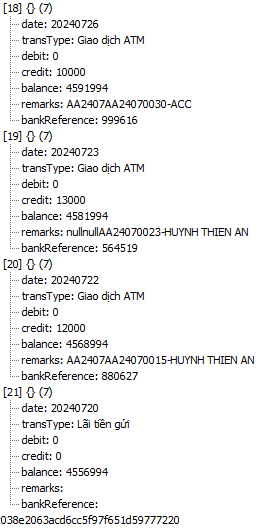 [18] {} (7)
date: 20240726
transType: Giao dịch ATM
debit: 0
credit: 10000
balance: 4591994
remarks: AA2407AA24070030-ACC
bankReference: 999616
[19] {} (7)
date: 20240723
transType: Giao dịch ATM
debit: 0
credit: 13000
balance: 4581994
remarks: nullnullAA24070023-HUYNH THIEN AN
bankReference: 564519
[20] {} (7)
date: 20240722
transType: Giao dịch ATM
debit: 0
credit: 12000
balance: 4568994
remarks: AA2407AA24070015-HUYNH THIEN AN
bankReference: 880627
[21] {} (7)
date: 20240720
transType: Lãi tiền gửi
debit: 0
credit: 0
balance: 4556994
remarks:
bankReference:
038e2063acd6cc5f97f651d59777220